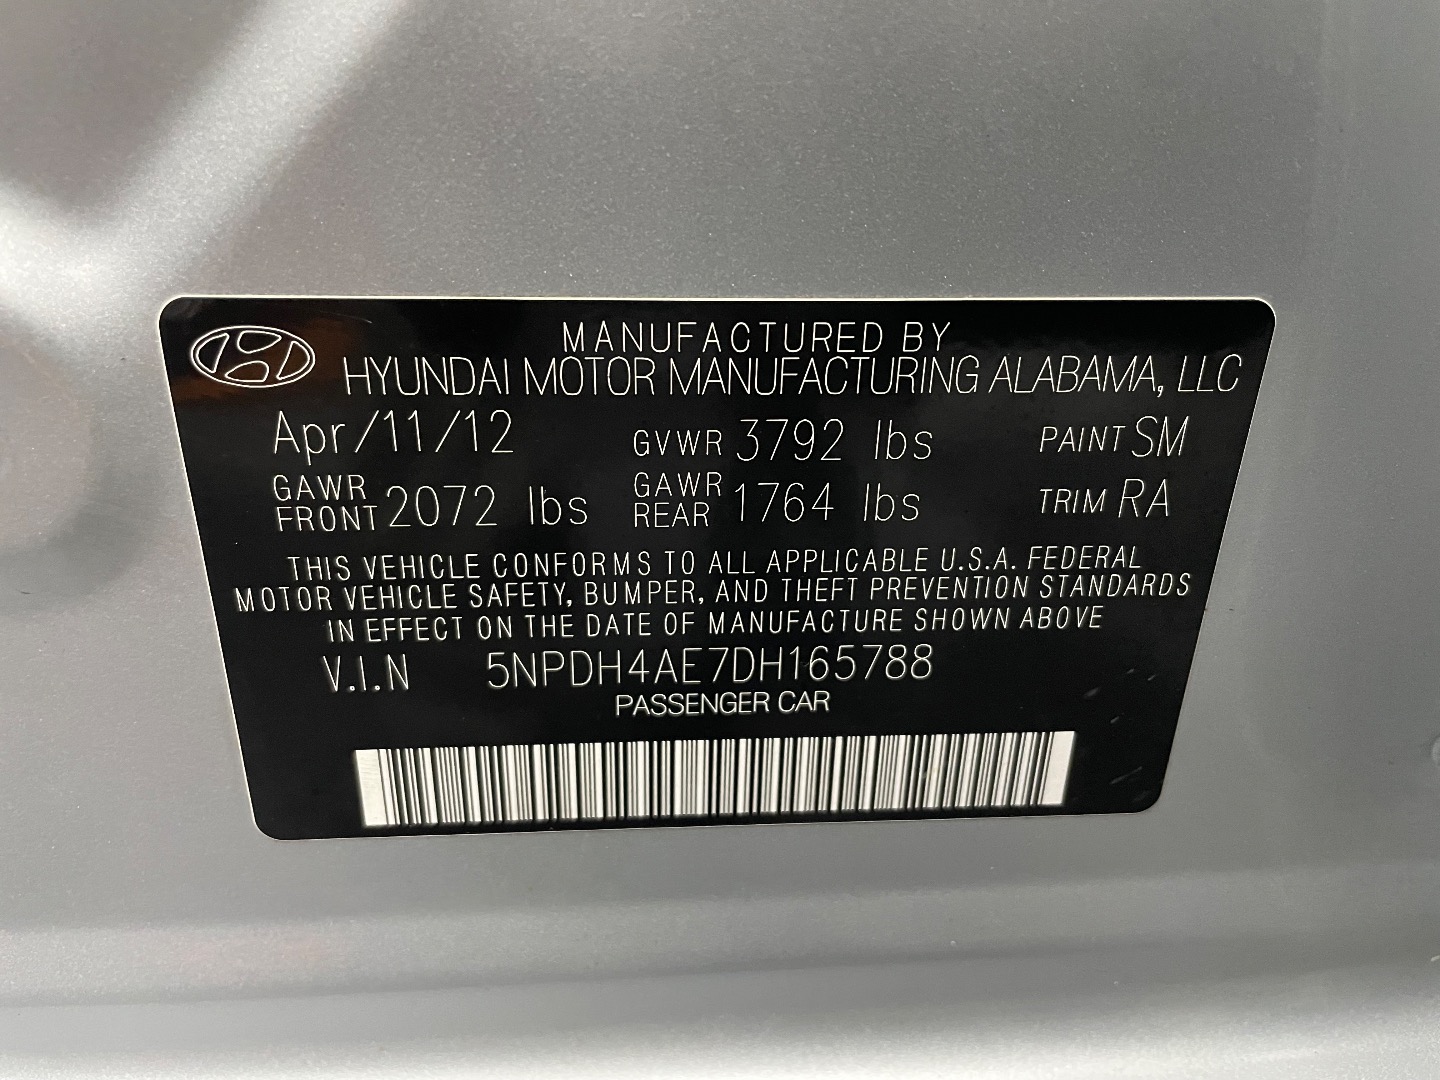 MANUFACTURED BY
HYUNDAI MOTOR MANUFACTURING ALABAMA, LLC
Apr/11/12 GVWR 3792 lbs PAINT SM
GAWR FRONT 2072 lbs GAWR REAR 1764 lbs TRIM RA
THIS VEHICLE CONFORMS TO ALL APPLICABLE U.S.A. FEDERAL
MOTOR VEHICLE SAFETY, BUMPER, AND THEFT PREVENTION STANDARDS
IN EFFECT ON THE DATE OF MANUFACTURE SHOWN ABOVE
V.I.N 5NPDH4AE7DH165788
PASSENGER CAR